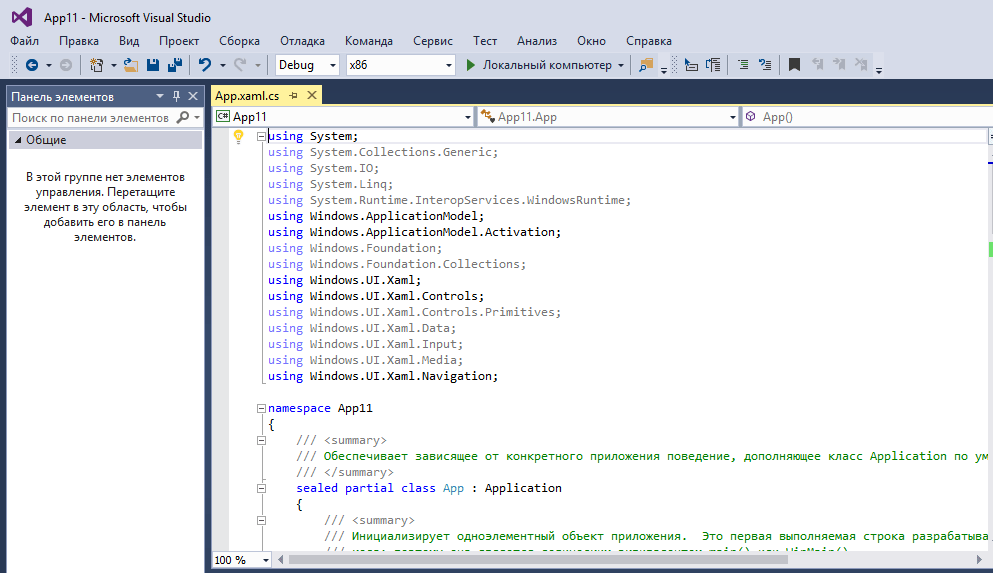 App11 - Microsoft Visual Studio
Файл Правка Вид Проект Сборка Отладка Команда Сервис Тест Анализ Окно Справка
Debug x86 Локальный компьютер
Панель элементов
Поиск по панели элементов
Общие
В этой группе нет элементов
управления. Перетащите
элемент в эту область, чтобы
добавить его в панель
элементов.
App.xaml.cs
C# App11 App11.App App()
using System;
using System.Collections.Generic;
using System.IO;
using System.Linq;
using System.Runtime.InteropServices.WindowsRuntime;
using Windows.ApplicationModel;
using Windows.ApplicationModel.Activation;
using Windows.Foundation;
using Windows.Foundation.Collections;
using Windows.UI.Xaml;
using Windows.UI.Xaml.Controls;
using Windows.UI.Xaml.Controls.Primitives;
using Windows.UI.Xaml.Data;
using Windows.UI.Xaml.Input;
using Windows.UI.Xaml.Media;
using Windows.UI.Xaml.Navigation;
namespace App11
{
/// <summary>
/// Обеспечивает зависящее от конкретного приложения поведение, дополняющее класс Application по ум
/// </summary>
sealed partial class App : Application
{
/// <summary>
/// Инициализирует одноэлементный объект приложения. Это первая выполняемая строка разрабатыва
100 %